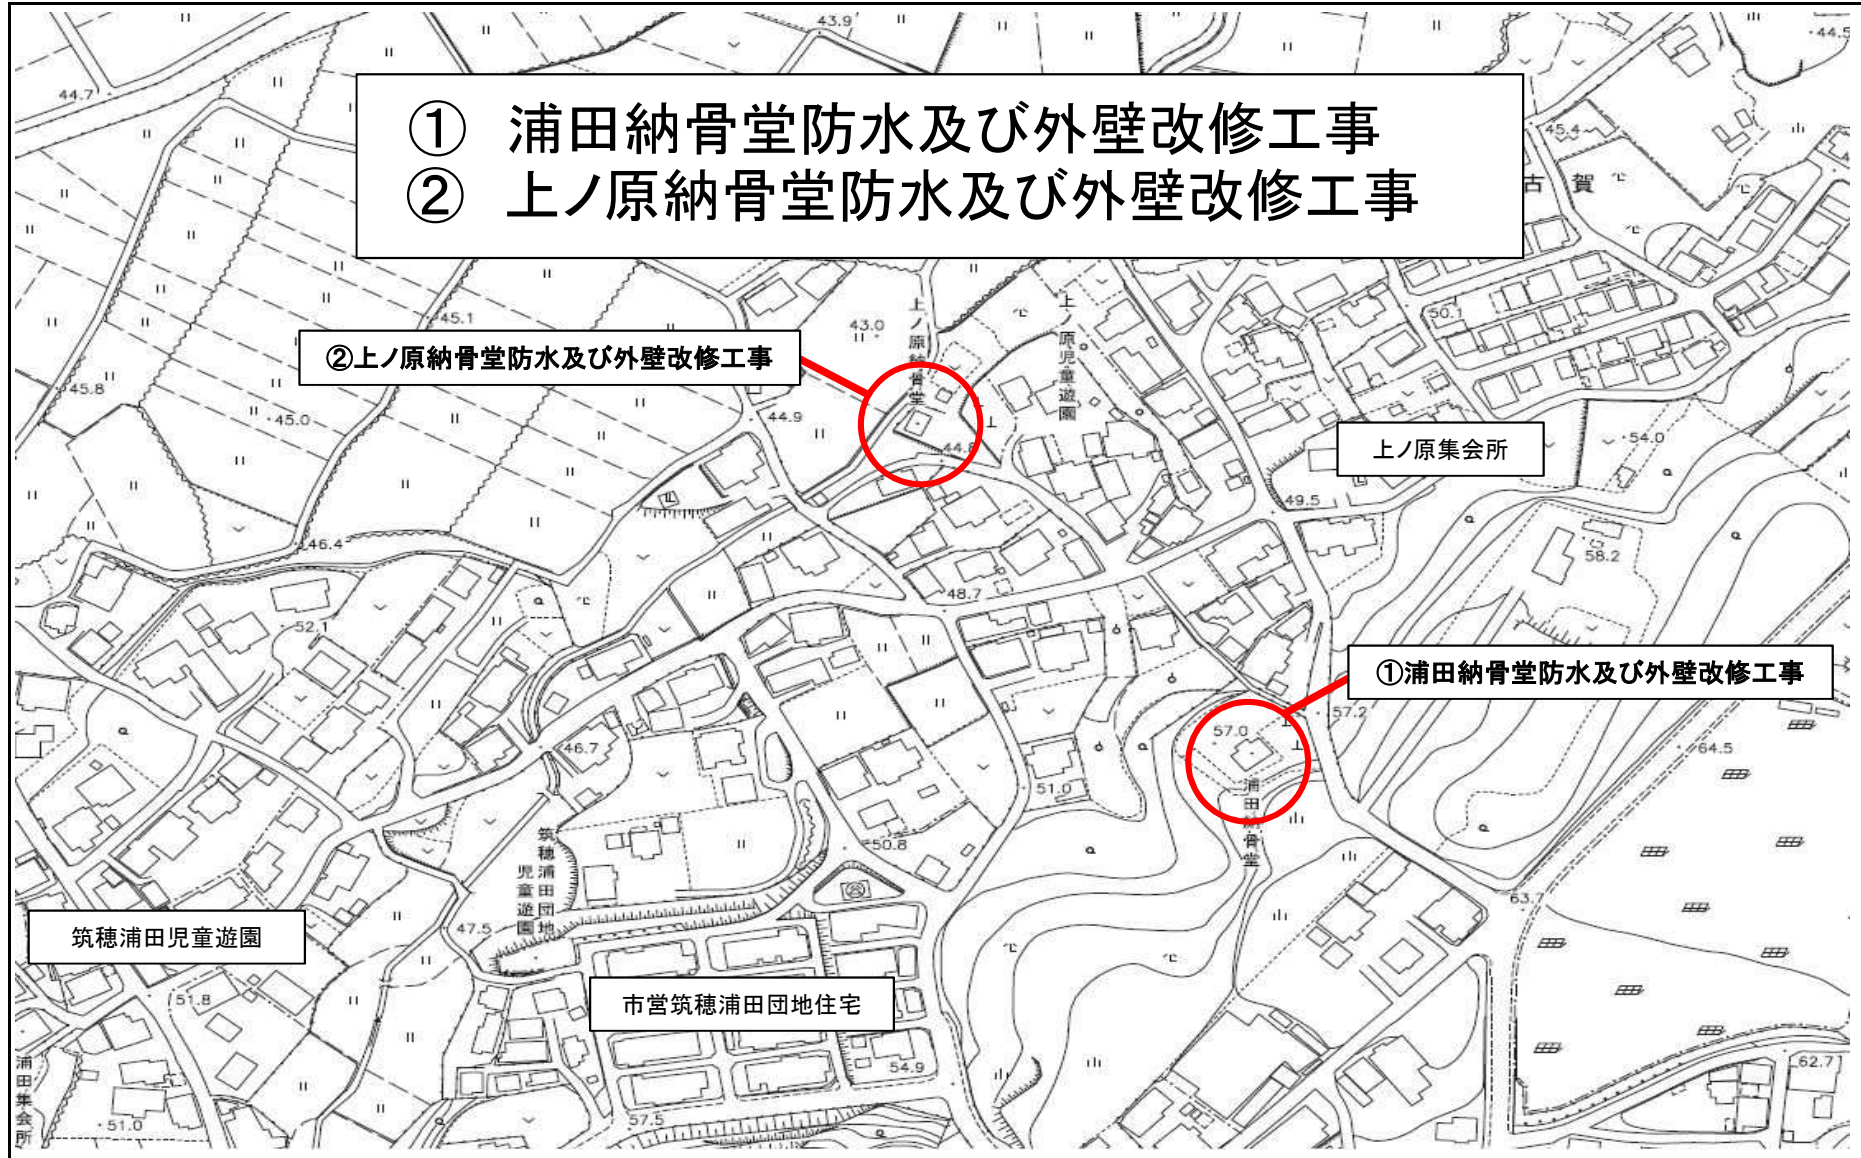 43.9
44.5
44.7
① 浦田納骨堂防水及び外壁改修工事
② 上ノ原納骨堂防水及び外壁改修工事
45.4
古賀
45.1
43.0
上ノ原納骨堂
上ノ原児童遊園
50.1
②上ノ原納骨堂防水及び外壁改修工事
45.8
45.0
44.9
44.8
上ノ原集会所
54.0
49.5
46.4
58.2
48.7
52.1
①浦田納骨堂防水及び外壁改修工事
57.2
57.0
46.7
64.5
51.0
浦田納骨堂
筑穂浦田団地
児童遊園
50.8
63.7
筑穂浦田児童遊園
47.5
51.8
市営筑穂浦田団地住宅
浦田集会所
54.9
62.7
51.0
57.5